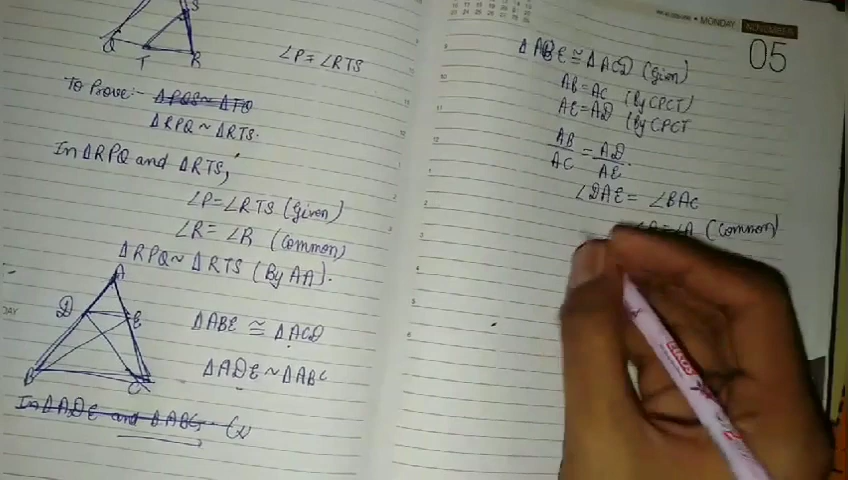 S
Q
T
R
∠P = ∠RTS
To Prove:- ΔPQS ~ ΔTQ
ΔRPQ ~ ΔRTS.
In ΔRPQ and ΔRTS,
∠P = ∠RTS (Given)
∠R = ∠R (Common)
ΔRPQ ~ ΔRTS (By AA).
A
D
E
B
C
ΔABE ≅ ΔACD
ΔADE ~ ΔABC
In ΔADE and ΔABC
DAY
MONDAY
NOVEMBER
05
ΔABE ≅ ΔACD (Given)
AB = AC (By CPCT)
AE = AD (By CPCT
AB/AC = AD/AE.
∠DAE = ∠BAC
∠A = ∠A (Common)